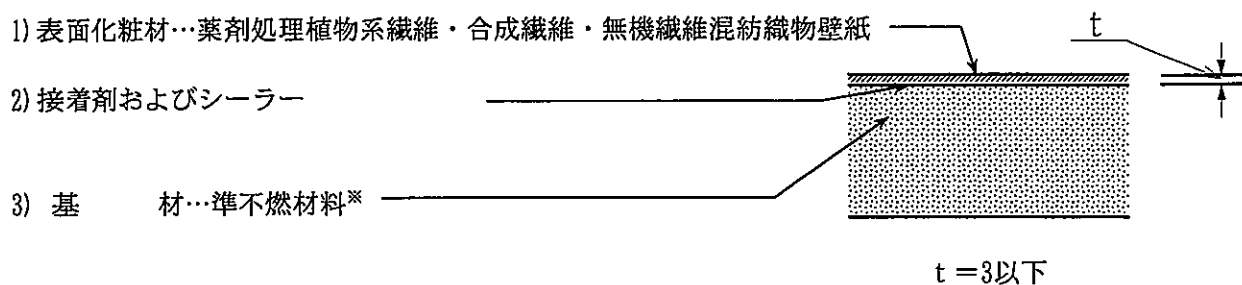 1) 表面化粧材…薬剤処理植物系繊維・合成繊維・無機繊維混紡織物壁紙
t
2) 接着剤およびシーラー
3) 基　　　材…準不燃材料※
t＝3以下